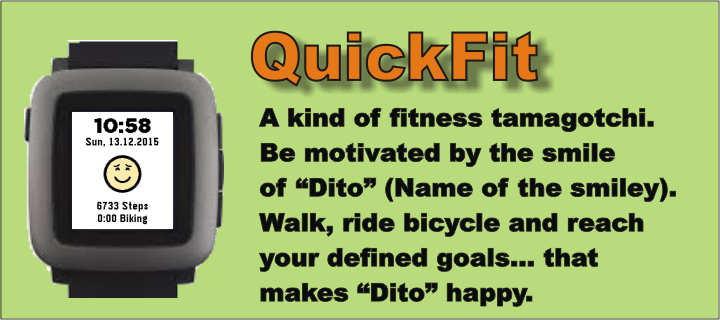 QuickFit
10:58
Sun, 13.12.2015
6733 Steps
0:00 Biking
A kind of fitness tamagotchi.
Be motivated by the smile
of “Dito” (Name of the smiley).
Walk, ride bicycle and reach
your defined goals... that
makes “Dito” happy.